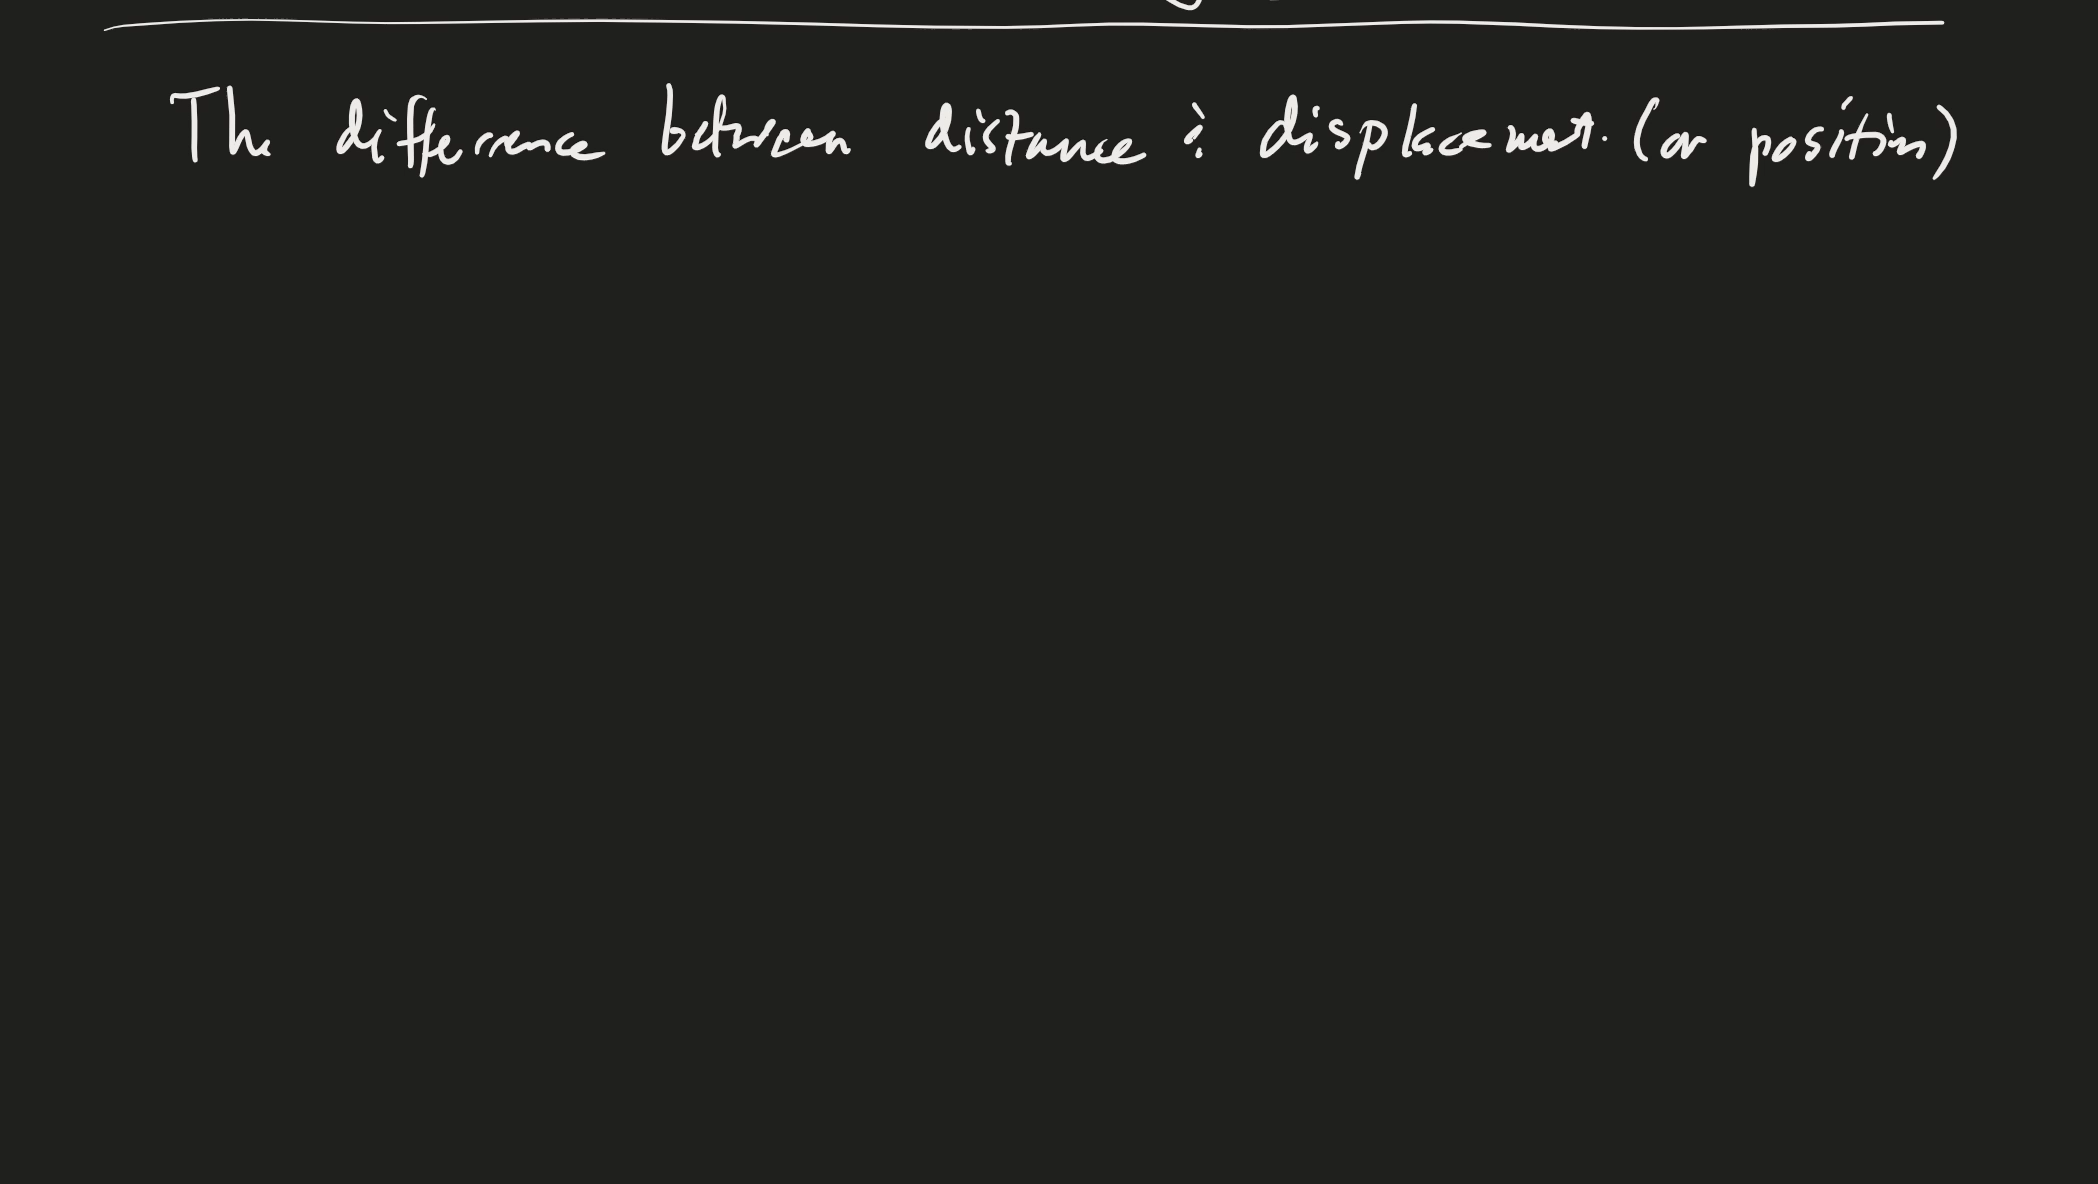 The difference between distance & displacement. (or position)